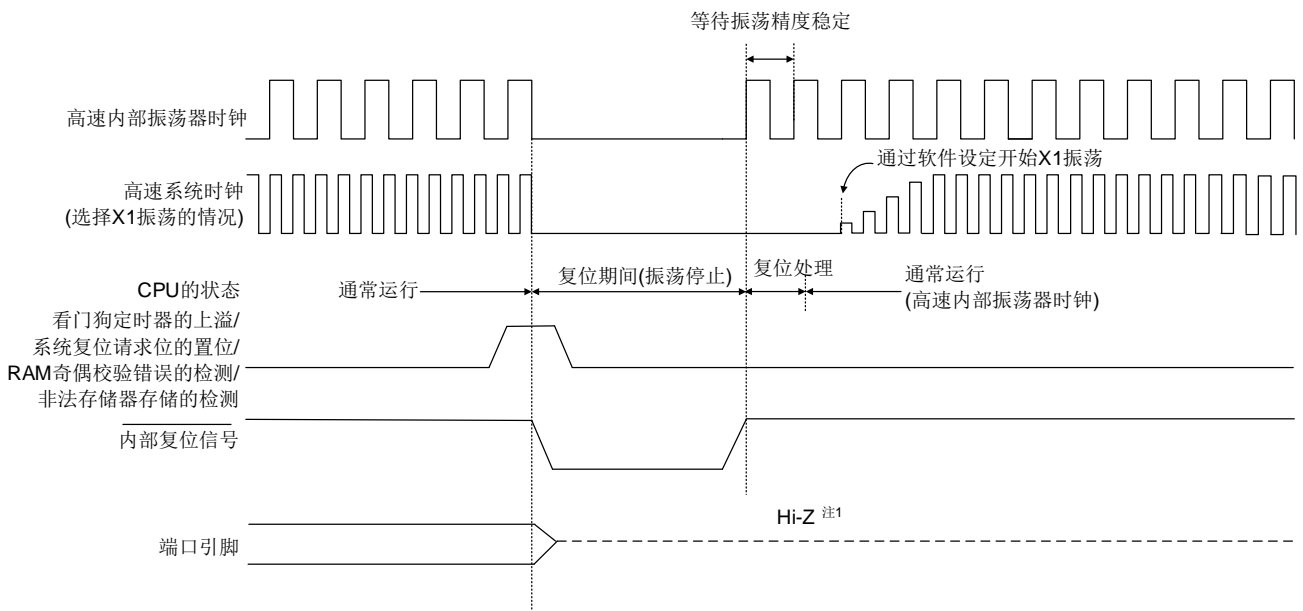 等待振荡精度稳定
高速内部振荡器时钟
通过软件设定开始X1振荡
高速系统时钟
(选择X1振荡的情况)
CPU的状态
通常运行
复位期间(振荡停止)
复位处理
通常运行
(高速内部振荡器时钟)
看门狗定时器的上溢/
系统复位请求位的置位/
RAM奇偶校验错误的检测/
非法存储器存储的检测
内部复位信号
Hi-Z 注1
端口引脚